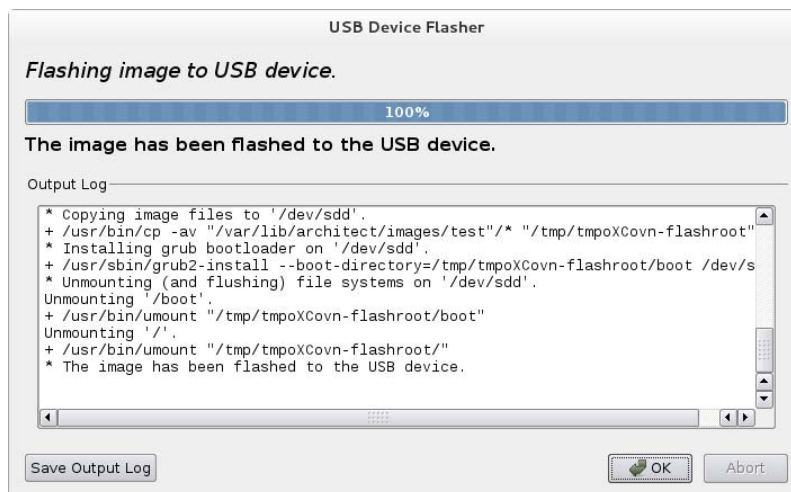 USB Device Flasher
Flashing image to USB device.
100%
The image has been flashed to the USB device.
Output Log
* Copying image files to '/dev/sdd'.
+ /usr/bin/cp -av "/var/lib/architect/images/test"/* "/tmp/tmpoXCovn-flashroot"
* Installing grub bootloader on '/dev/sdd'.
+ /usr/sbin/grub2-install --boot-directory=/tmp/tmpoXCovn-flashroot/boot /dev/s
* Unmounting (and flushing) file systems on '/dev/sdd'.
Unmounting '/boot'.
+ /usr/bin/umount "/tmp/tmpoXCovn-flashroot/boot"
Unmounting '/'.
+ /usr/bin/umount "/tmp/tmpoXCovn-flashroot/"
* The image has been flashed to the USB device.
Save Output Log
OK
Abort